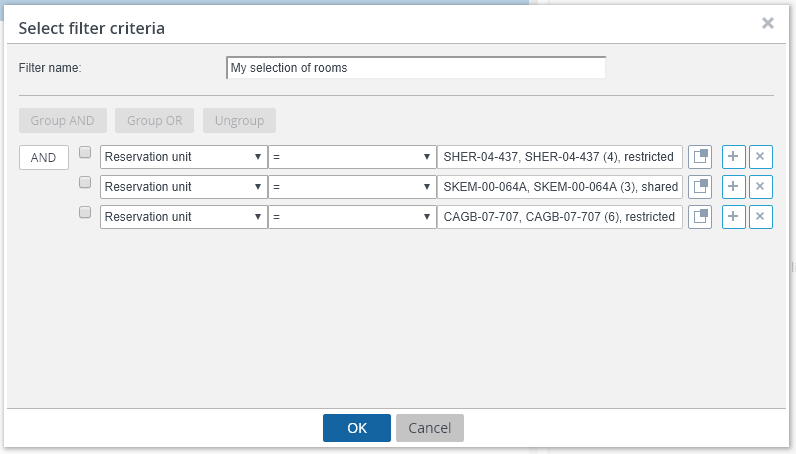 Select filter criteria
Filter name: My selection of rooms
Group AND Group OR Ungroup
AND Reservation unit = SHER-04-437, SHER-04-437 (4), restricted
Reservation unit = SKEM-00-064A, SKEM-00-064A (3), shared
Reservation unit = CAGB-07-707, CAGB-07-707 (6), restricted
OK Cancel